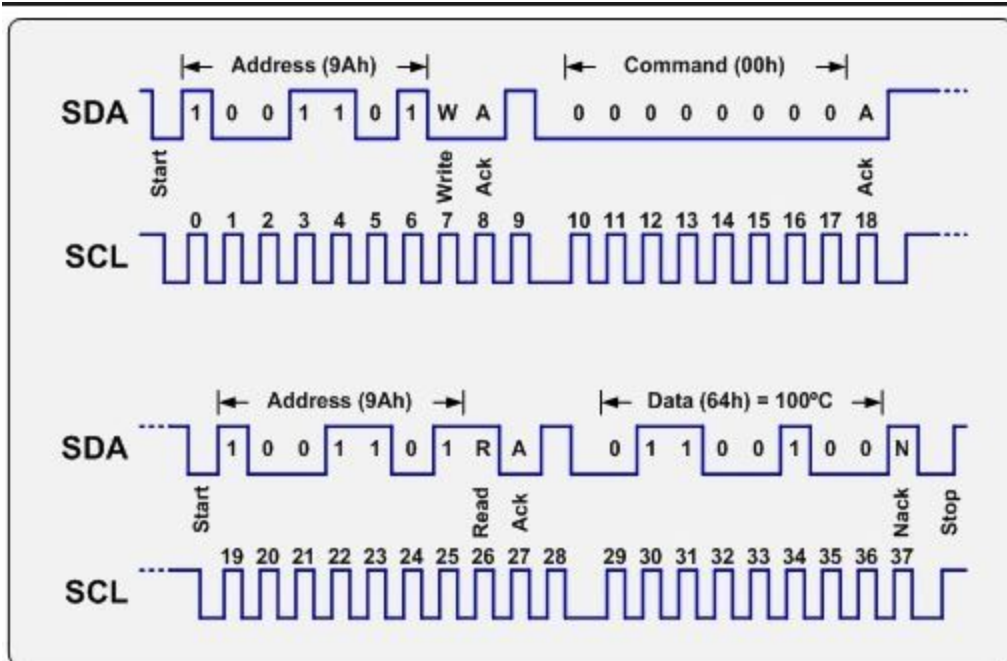 Address (9Ah) Command (00h)
SDA 1 0 0 1 1 0 1 W A 0 0 0 0 0 0 0 0 A
Start Write Ack Ack
0 1 2 3 4 5 6 7 8 9 10 11 12 13 14 15 16 17 18
SCL
Address (9Ah) Data (64h) = 100ºC
SDA 1 0 0 1 1 0 1 R A 0 1 1 0 0 1 0 0 N
Start Read Ack Nack Stop
19 20 21 22 23 24 25 26 27 28 29 30 31 32 33 34 35 36 37
SCL